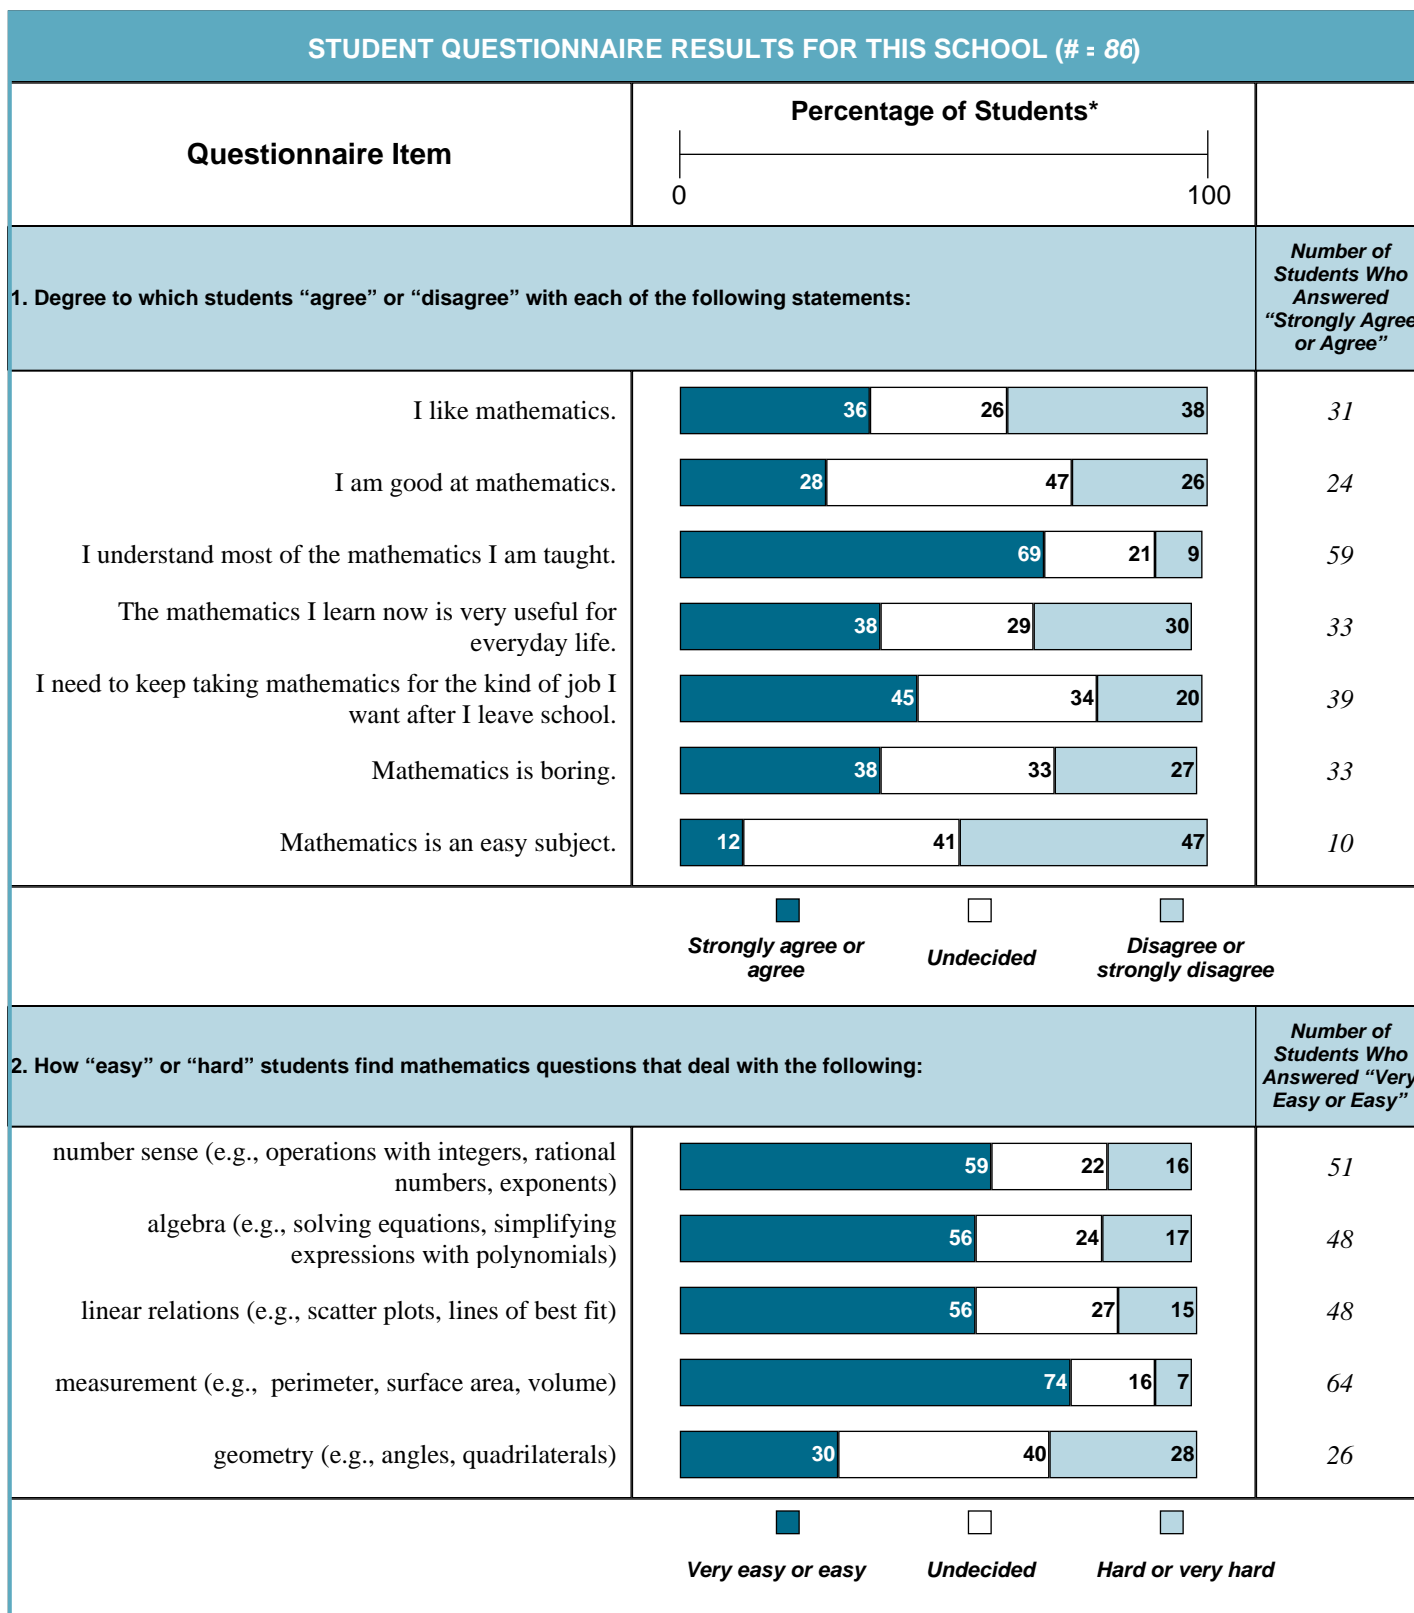 STUDENT QUESTIONNAIRE RESULTS FOR THIS SCHOOL (# = 86)
Questionnaire Item
Percentage of Students*
0 100
1. Degree to which students “agree” or “disagree” with each of the following statements:
Number of
Students Who
Answered
“Strongly Agree
or Agree”
I like mathematics. 36 26 38 31
I am good at mathematics. 28 47 26 24
I understand most of the mathematics I am taught. 69 21 9 59
The mathematics I learn now is very useful for
everyday life. 38 29 30 33
I need to keep taking mathematics for the kind of job I
want after I leave school. 45 34 20 39
Mathematics is boring. 38 33 27 33
Mathematics is an easy subject. 12 41 47 10
Strongly agree or
agree
Undecided
Disagree or
strongly disagree
2. How “easy” or “hard” students find mathematics questions that deal with the following:
Number of
Students Who
Answered “Very
Easy or Easy”
number sense (e.g., operations with integers, rational
numbers, exponents) 59 22 16 51
algebra (e.g., solving equations, simplifying
expressions with polynomials) 56 24 17 48
linear relations (e.g., scatter plots, lines of best fit) 56 27 15 48
measurement (e.g., perimeter, surface area, volume) 74 16 7 64
geometry (e.g., angles, quadrilaterals) 30 40 28 26
Very easy or easy Undecided Hard or very hard